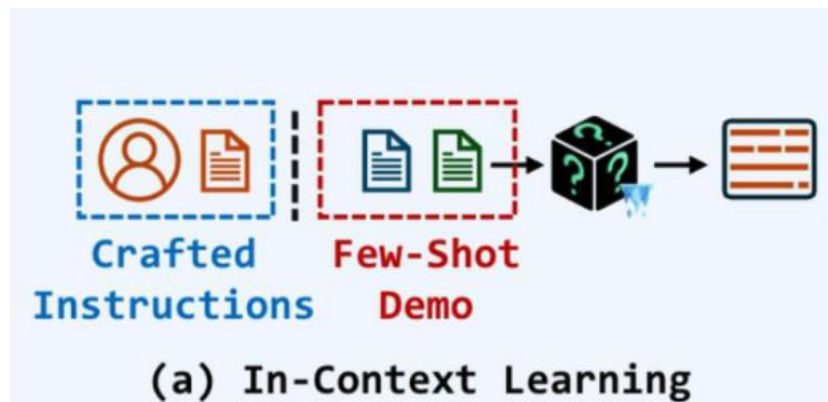 Crafted
Instructions
Few-Shot
Demo
? ? ?
(a) In-Context Learning